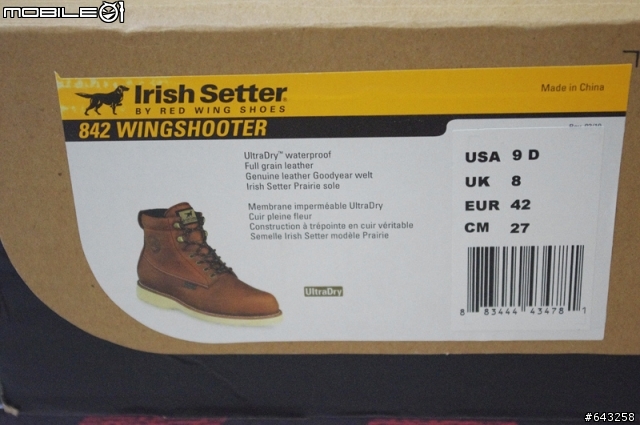 MOBILE01
Irish Setter
BY RED WING SHOES
Made in China
842 WINGSHOOTER
UltraDry™ waterproof
Full grain leather
Genuine leather Goodyear welt
Irish Setter Prairie sole
Membrane imperméable UltraDry
Cuir pleine fleur
Construction à trépointe en cuir véritable
Semelle Irish Setter modèle Prairie
UltraDry
USA 9 D
UK 8
EUR 42
CM 27
8 83444 43478 1
#643258